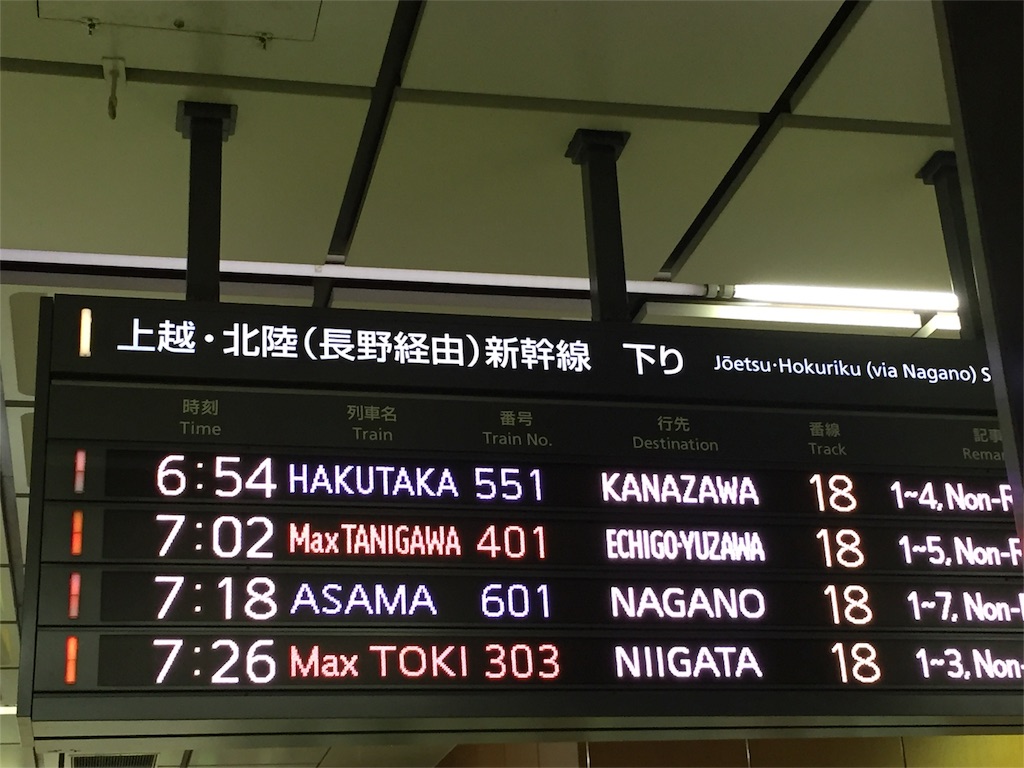 上越・北陸(長野経由)新幹線 下り Jōetsu·Hokuriku (via Nagano) S
時刻 列車名 番号 行先 番線 記事
Time Train Train No. Destination Track Remar
6:54 HAKUTAKA 551 KANAZAWA 18 1~4, Non-R
7:02 Max TANIGAWA 401 ECHIGO-YUZAWA 18 1~5, Non-R
7:18 ASAMA 601 NAGANO 18 1~7, Non-
7:26 Max TOKI 303 NIIGATA 18 1~3, Non-